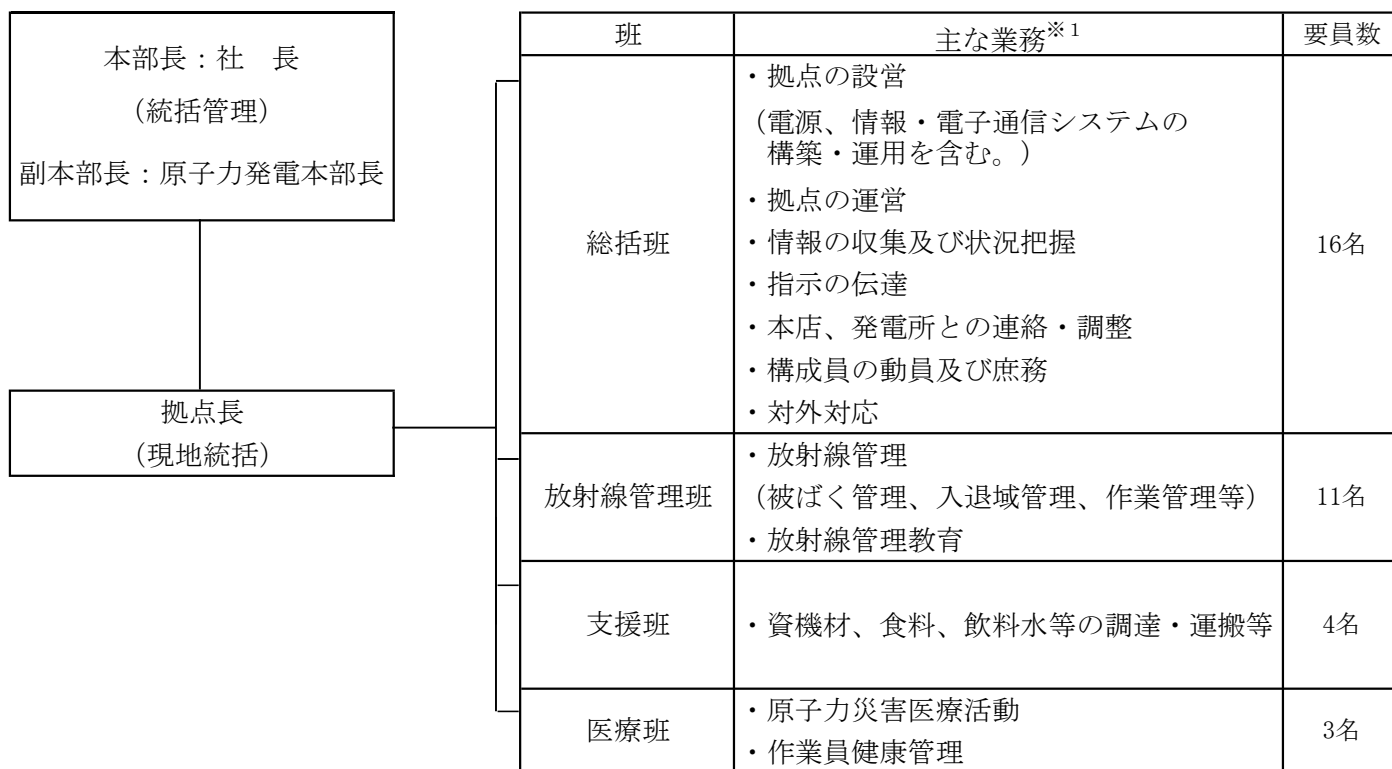 本部長：社　長
（統括管理）
副本部長：原子力発電本部長
拠点長
（現地統括）
班
主な業務※1
要員数
総括班
・拠点の設営
（電源、情報・電子通信システムの
構築・運用を含む。）
・拠点の運営
・情報の収集及び状況把握
・指示の伝達
・本店、発電所との連絡・調整
・構成員の動員及び庶務
・対外対応
16名
放射線管理班
・放射線管理
（被ばく管理、入退域管理、作業管理等）
・放射線管理教育
11名
支援班
・資機材、食料、飲料水等の調達・運搬等
4名
医療班
・原子力災害医療活動
・作業員健康管理
3名